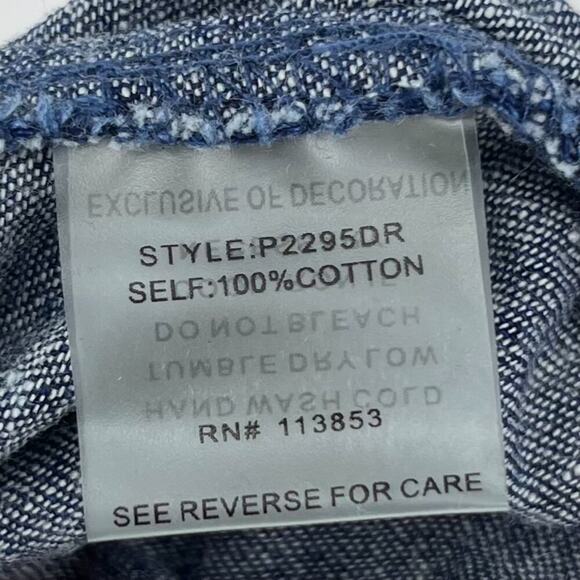 EXCLUSIVE OF DECORATION
STYLE:P2295DR
SELF:100%COTTON
DO NOT BLEACH
TUMBLE DRY LOW
HAND WASH COLD
RN# 113853
SEE REVERSE FOR CARE